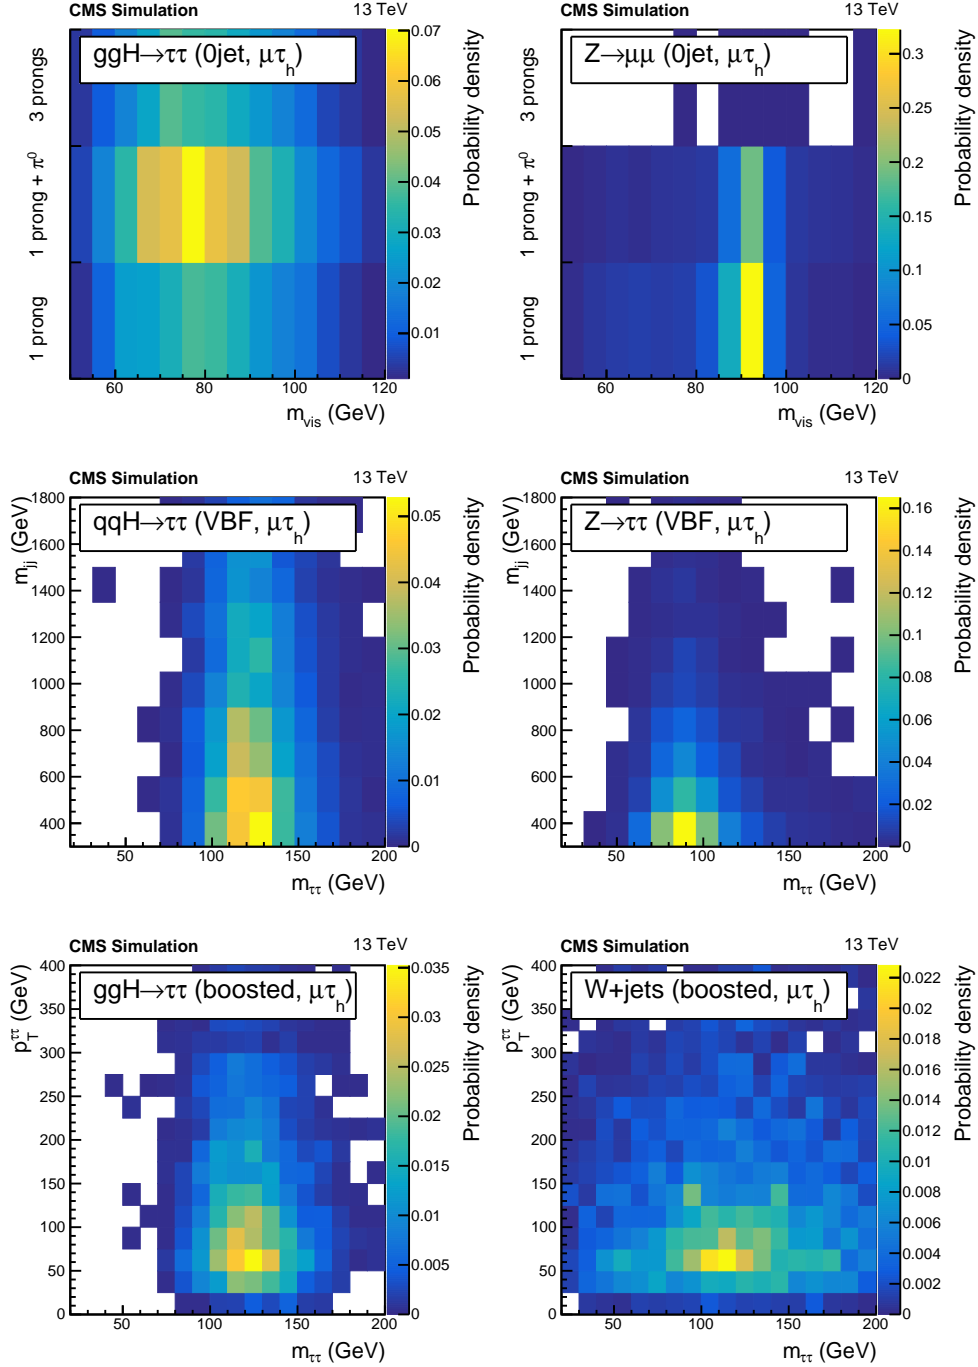 CMS Simulation 13 TeV
ggH→ττ (0jet, μτh)
3 prongs
1 prong + π0
1 prong
60 80 100 120
mvis (GeV)
0.01
0.02
0.03
0.04
0.05
0.06
0.07
Probability density
CMS Simulation 13 TeV
Z→μμ (0jet, μτh)
3 prongs
1 prong + π0
1 prong
60 80 100 120
mvis (GeV)
0
0.05
0.1
0.15
0.2
0.25
0.3
Probability density
CMS Simulation 13 TeV
qqH→ττ (VBF, μτh)
mjj (GeV)
1800
1600
1400
1200
1000
800
600
400
50 100 150 200
mττ (GeV)
0
0.01
0.02
0.03
0.04
0.05
Probability density
CMS Simulation 13 TeV
Z→ττ (VBF, μτh)
mjj (GeV)
1800
1600
1400
1200
1000
800
600
400
50 100 150 200
mττ (GeV)
0
0.02
0.04
0.06
0.08
0.1
0.12
0.14
0.16
Probability density
CMS Simulation 13 TeV
ggH→ττ (boosted, μτh)
pTττ (GeV)
400
350
300
250
200
150
100
50
0
50 100 150 200
mττ (GeV)
0
0.005
0.01
0.015
0.02
0.025
0.03
0.035
Probability density
CMS Simulation 13 TeV
W+jets (boosted, μτh)
pTττ (GeV)
400
350
300
250
200
150
100
50
0
50 100 150 200
mττ (GeV)
0
0.002
0.004
0.006
0.008
0.01
0.012
0.014
0.016
0.018
0.02
0.022
Probability density